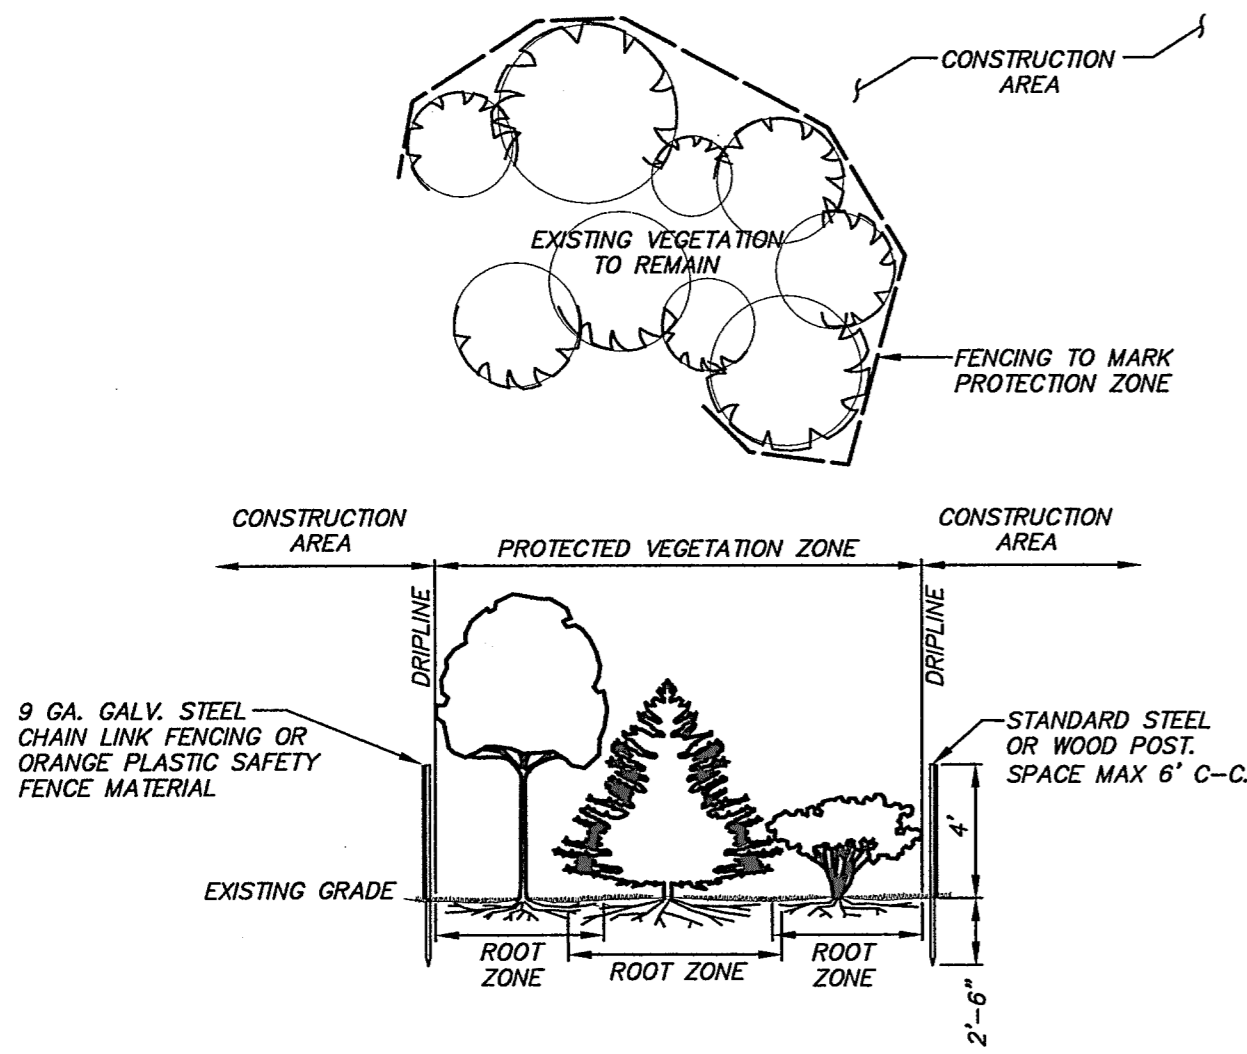 CONSTRUCTION
AREA
EXISTING VEGETATION
TO REMAIN
FENCING TO MARK
PROTECTION ZONE
CONSTRUCTION
AREA
PROTECTED VEGETATION ZONE
CONSTRUCTION
AREA
DRIPLINE
DRIPLINE
9 GA. GALV. STEEL
CHAIN LINK FENCING OR
ORANGE PLASTIC SAFETY
FENCE MATERIAL
STANDARD STEEL
OR WOOD POST.
SPACE MAX 6' C-C.
4'
EXISTING GRADE
ROOT
ZONE
ROOT ZONE
ROOT
ZONE
2'-6"